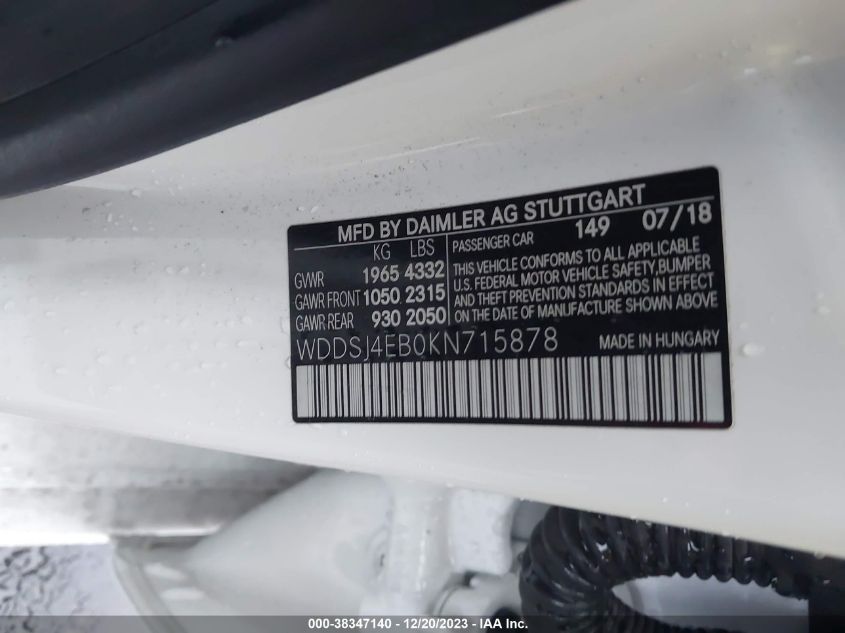 MFD BY DAIMLER AG STUTTGART
KG LBS PASSENGER CAR 149 07/18
GVWR 1965 4332
GAWR FRONT 1050 2315
GAWR REAR 930 2050
THIS VEHICLE CONFORMS TO ALL APPLICABLE
U.S. FEDERAL MOTOR VEHICLE SAFETY, BUMPER
AND THEFT PREVENTION STANDARDS IN EFFECT
ON THE DATE OF MANUFACTURE SHOWN ABOVE
WDDSJ4EB0KN715878 MADE IN HUNGARY
000-38347140 - 12/20/2023 - IAA Inc.